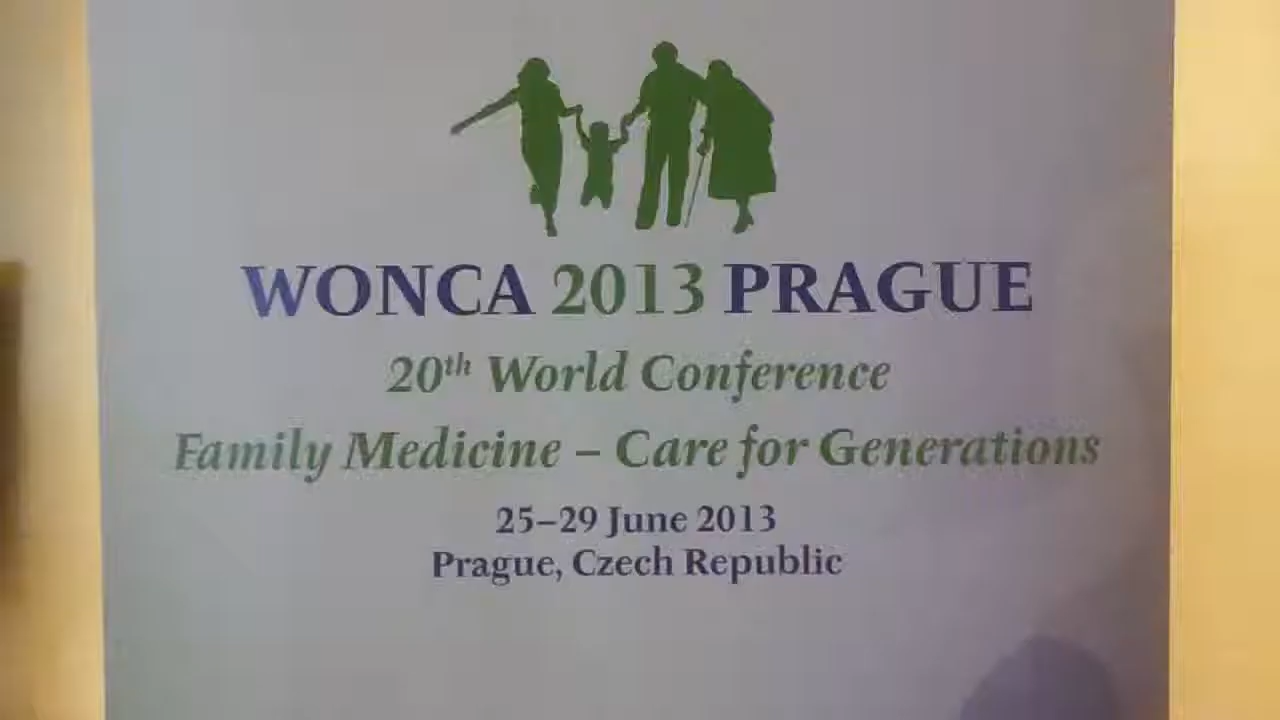 WONCA 2013 PRAGUE
20th World Conference
Family Medicine – Care for Generations
25–29 June 2013
Prague, Czech Republic